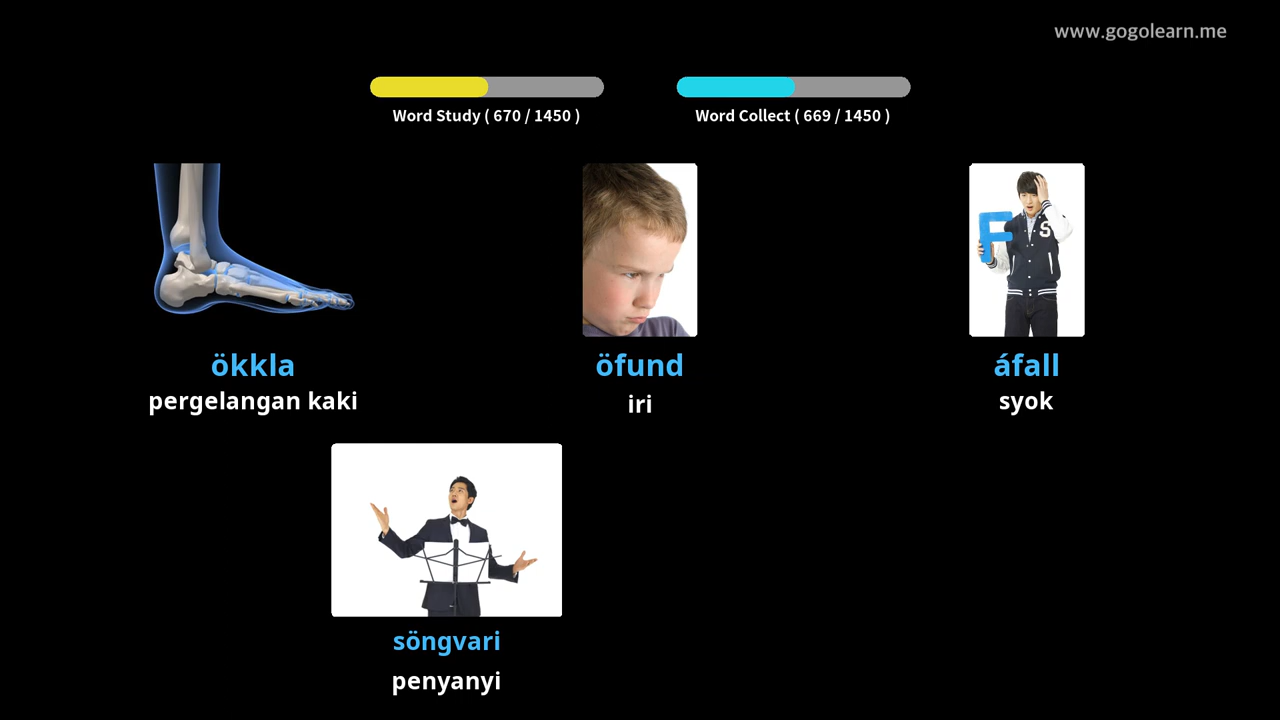 www.gogolearn.me
Word Study ( 670 / 1450 )
Word Collect ( 669 / 1450 )
ökkla
pergelangan kaki
öfund
iri
F
S
áfall
syok
söngvari
penyanyi